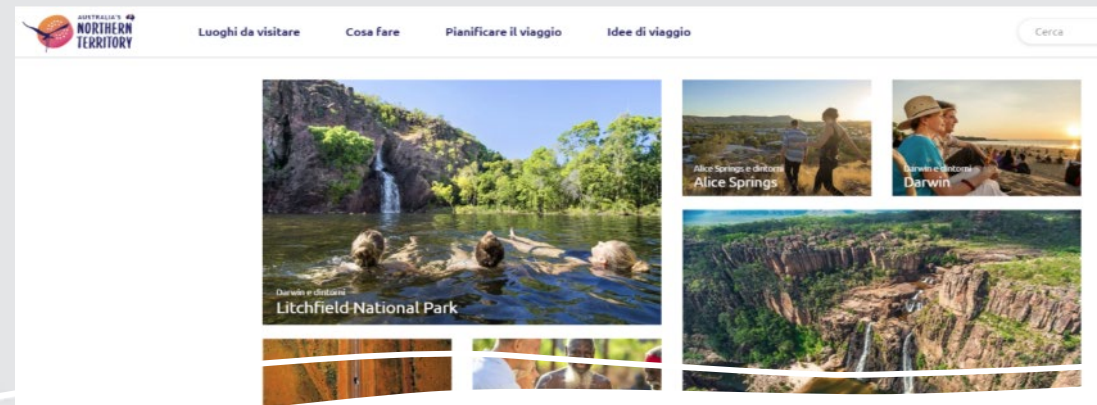 AUSTRALIA'S
NORTHERN
TERRITORY
Luoghi da visitare
Cosa fare
Pianificare il viaggio
Idee di viaggio
Cerca
Alice Springs e dintorni
Alice Springs
Darwin e dintorni
Darwin
Darwin e dintorni
Litchfield National Park